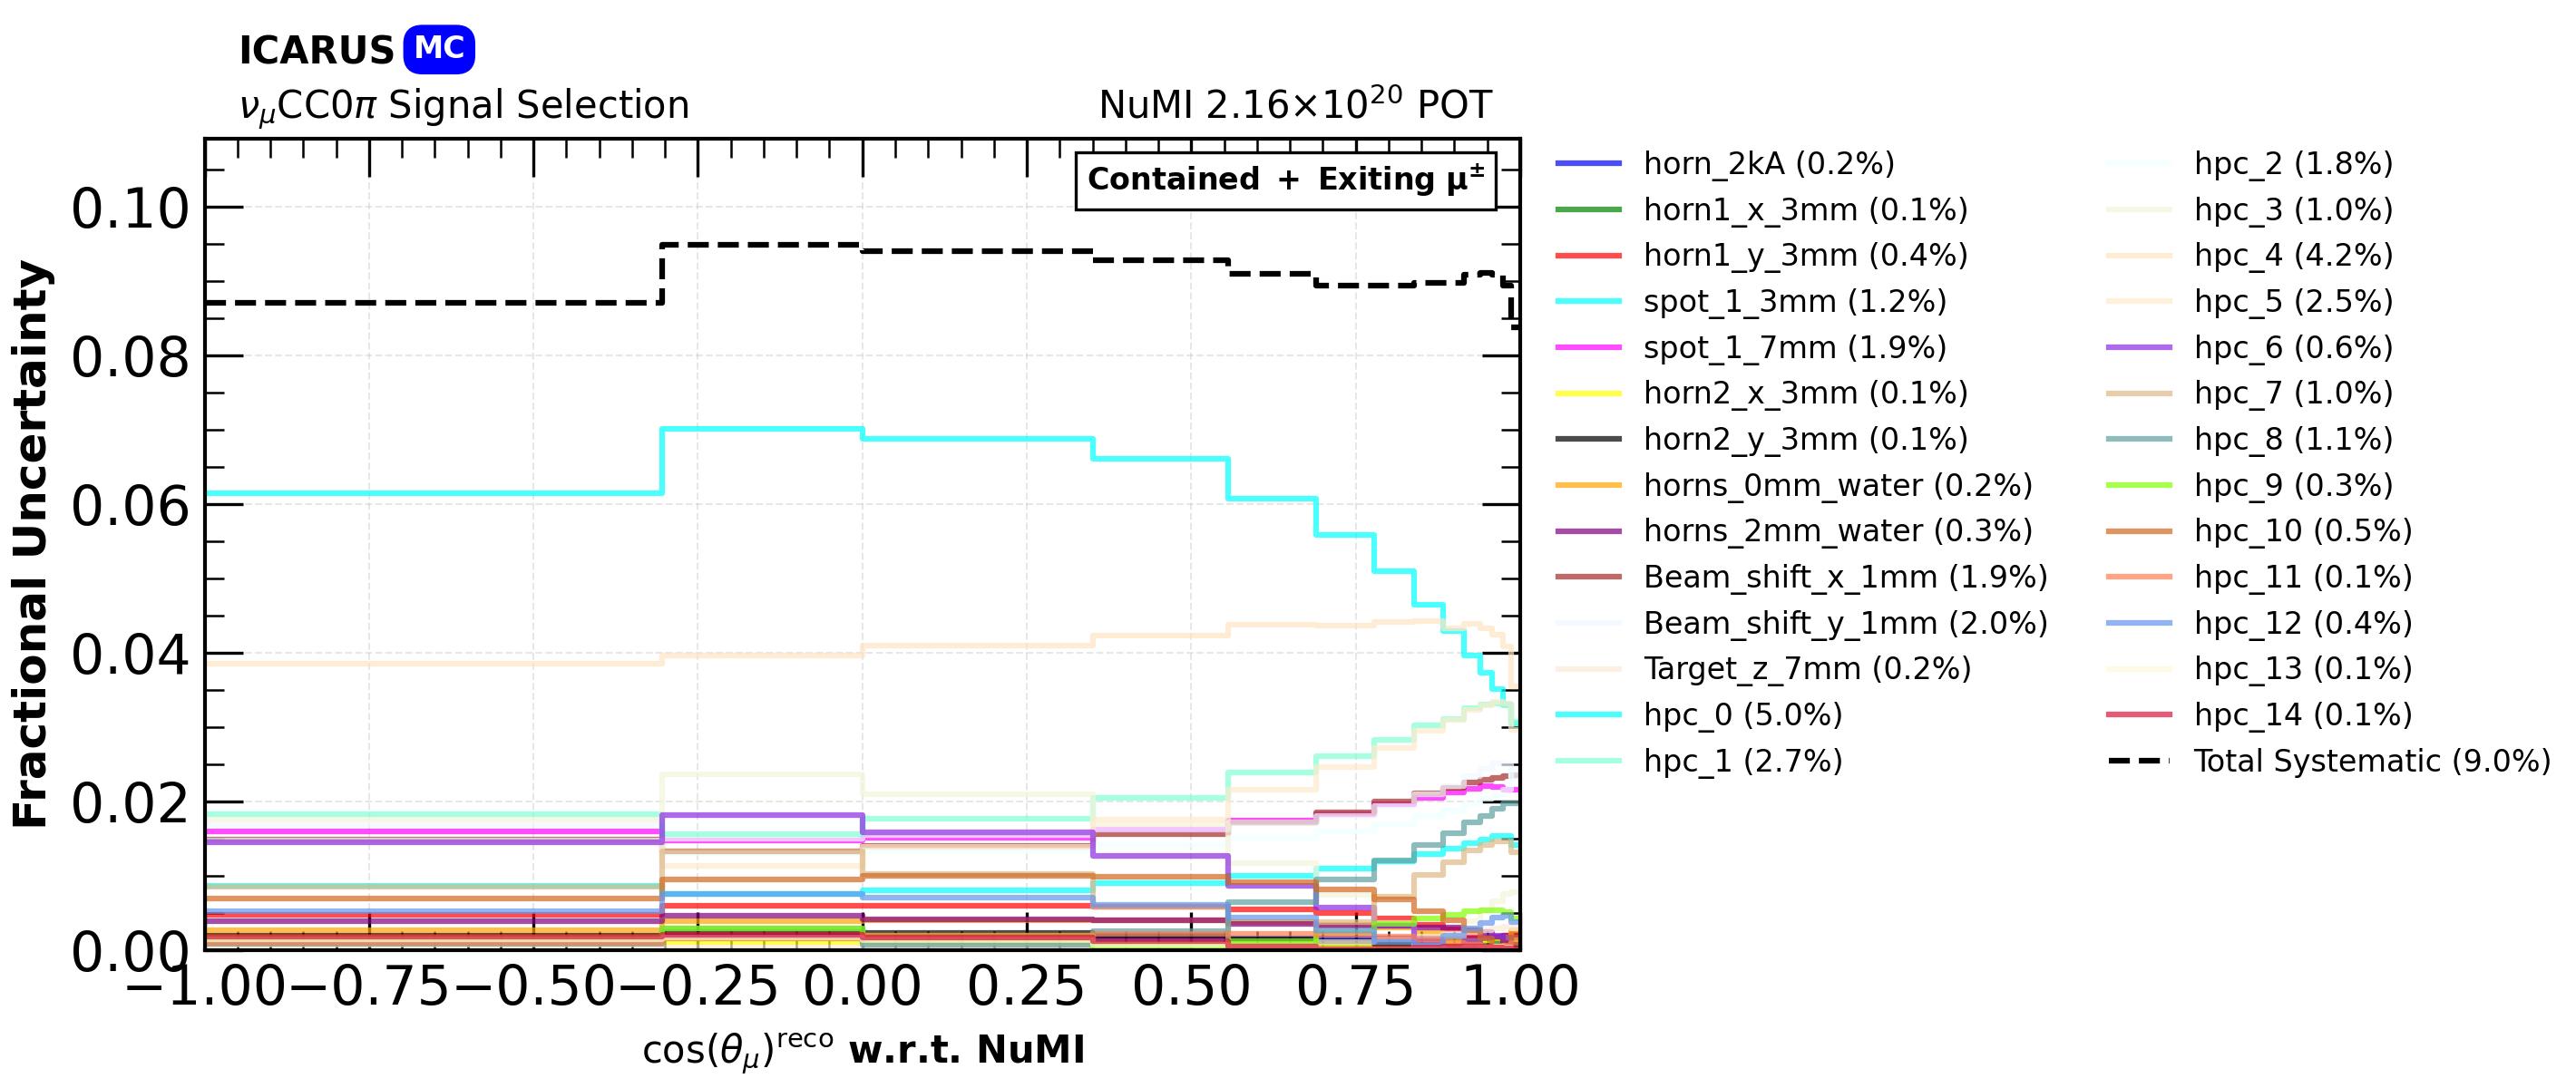 ICARUS MC
νμCC0π Signal Selection
NuMI 2.16×10²⁰ POT
Contained + Exiting μ±
Fractional Uncertainty
0.10
0.08
0.06
0.04
0.02
0.00
−1.00 −0.75 −0.50 −0.25 0.00 0.25 0.50 0.75 1.00
cos(θμ)ʳᵉᶜᵒ w.r.t. NuMI
horn_2kA (0.2%)
horn1_x_3mm (0.1%)
horn1_y_3mm (0.4%)
spot_1_3mm (1.2%)
spot_1_7mm (1.9%)
horn2_x_3mm (0.1%)
horn2_y_3mm (0.1%)
horns_0mm_water (0.2%)
horns_2mm_water (0.3%)
Beam_shift_x_1mm (1.9%)
Beam_shift_y_1mm (2.0%)
Target_z_7mm (0.2%)
hpc_0 (5.0%)
hpc_1 (2.7%)
hpc_2 (1.8%)
hpc_3 (1.0%)
hpc_4 (4.2%)
hpc_5 (2.5%)
hpc_6 (0.6%)
hpc_7 (1.0%)
hpc_8 (1.1%)
hpc_9 (0.3%)
hpc_10 (0.5%)
hpc_11 (0.1%)
hpc_12 (0.4%)
hpc_13 (0.1%)
hpc_14 (0.1%)
Total Systematic (9.0%)